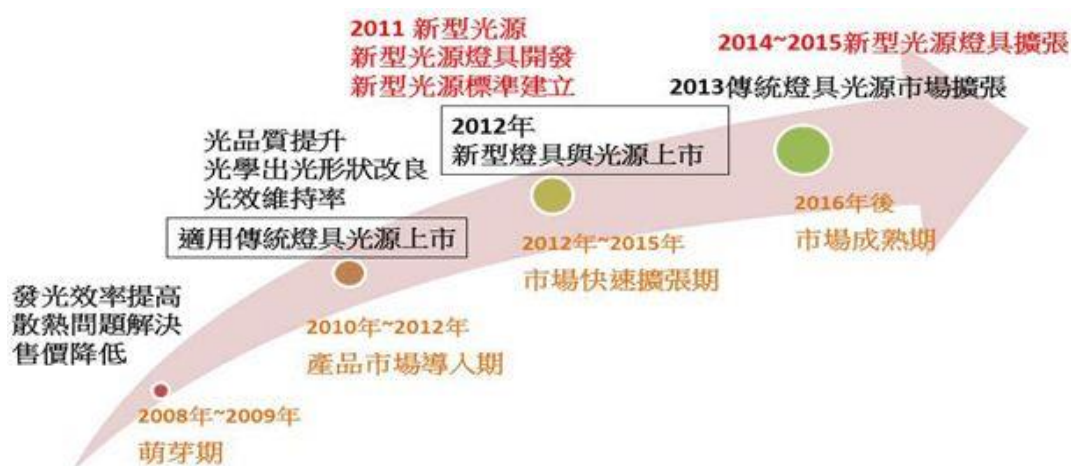 2011 新型光源
新型光源燈具開發
新型光源標準建立
2014~2015新型光源燈具擴張
2013傳統燈具光源市場擴張
2012年
新型燈具與光源上市
光品質提升
光學出光形狀改良
光效維持率
適用傳統燈具光源上市
2016年後
市場成熟期
2012年~2015年
市場快速擴張期
發光效率提高
散熱問題解決
售價降低
2010年~2012年
產品市場導入期
2008年~2009年
萌芽期